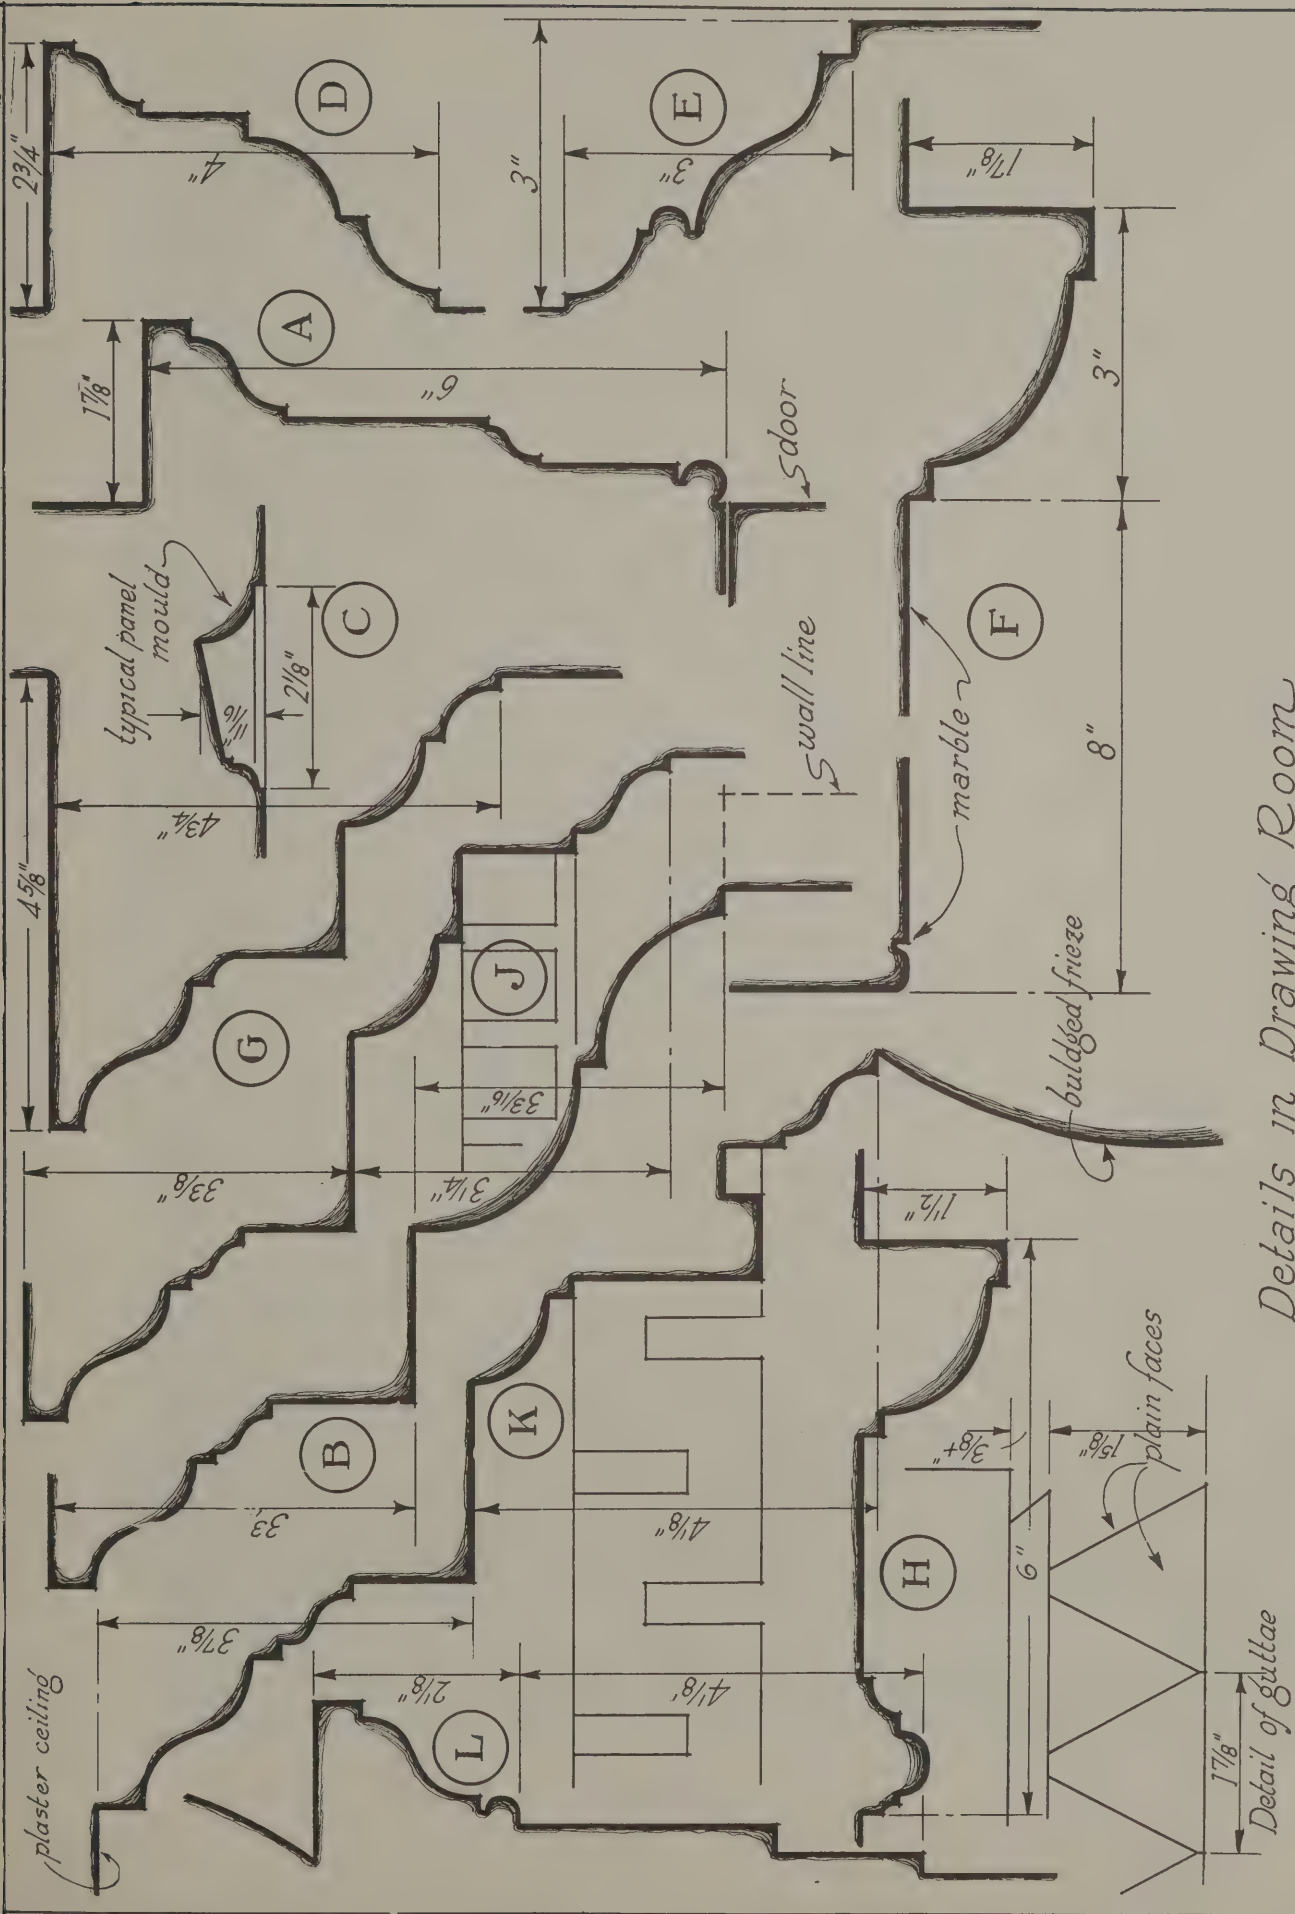 plaster ceiling
3 7/8"
2 1/8"
L
4 1/8'
B
K
4 1/8"
3 3/8"
3 1/4"
3 3/16"
G
J
4 5/8"
4 3/4"
typical panel
mould
11/16"
2 1/8"
C
1 7/8"
A
6"
door
wall line
2 3/4"
D
4"
3"
E
3"
1 7/8"
3"
F
8"
marble
buldged frieze
1 1/2"
H
6"
3/8+"
1 5/8"
plain faces
1 7/8"
Detail of guttae
Details in Drawing Room